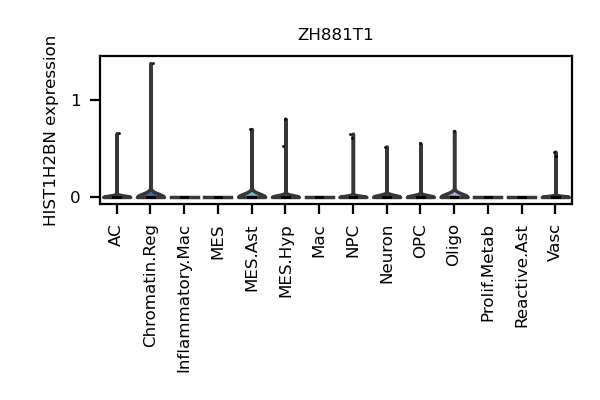 ZH881T1
HIST1H2BN expression
1
0
AC
Chromatin.Reg
Inflammatory.Mac
MES
MES.Ast
MES.Hyp
Mac
NPC
Neuron
OPC
Oligo
Prolif.Metab
Reactive.Ast
Vasc